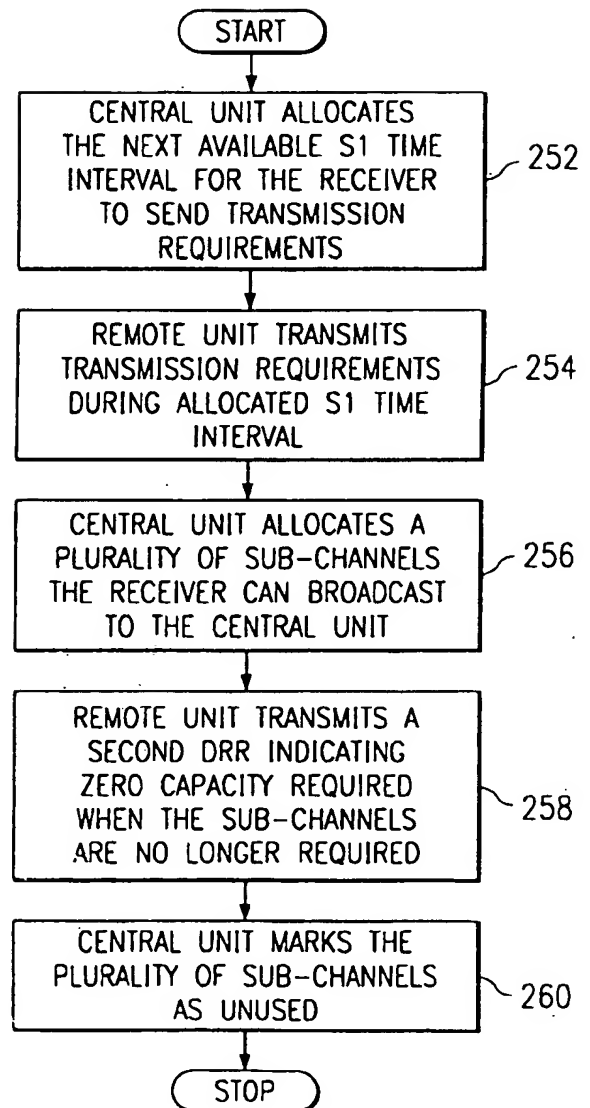 START
CENTRAL UNIT ALLOCATES
THE NEXT AVAILABLE S1 TIME
INTERVAL FOR THE RECEIVER
TO SEND TRANSMISSION
REQUIREMENTS
252
REMOTE UNIT TRANSMITS
TRANSMISSION REQUIREMENTS
DURING ALLOCATED S1 TIME
INTERVAL
254
CENTRAL UNIT ALLOCATES A
PLURALITY OF SUB-CHANNELS
THE RECEIVER CAN BROADCAST
TO THE CENTRAL UNIT
256
REMOTE UNIT TRANSMITS A
SECOND DRR INDICATING
ZERO CAPACITY REQUIRED
WHEN THE SUB-CHANNELS
ARE NO LONGER REQUIRED
258
CENTRAL UNIT MARKS THE
PLURALITY OF SUB-CHANNELS
AS UNUSED
260
STOP